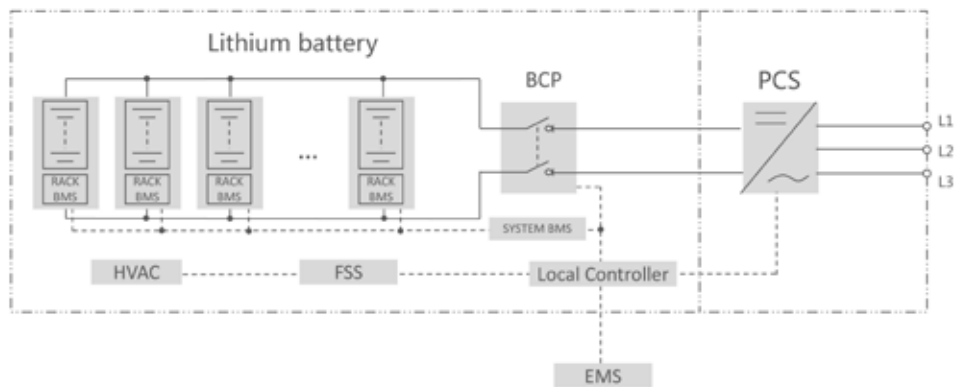 Lithium battery
BCP
PCS
L1
L2
L3
...
RACK
BMS
RACK
BMS
RACK
BMS
RACK
BMS
SYSTEM BMS
HVAC
FSS
Local Controller
EMS